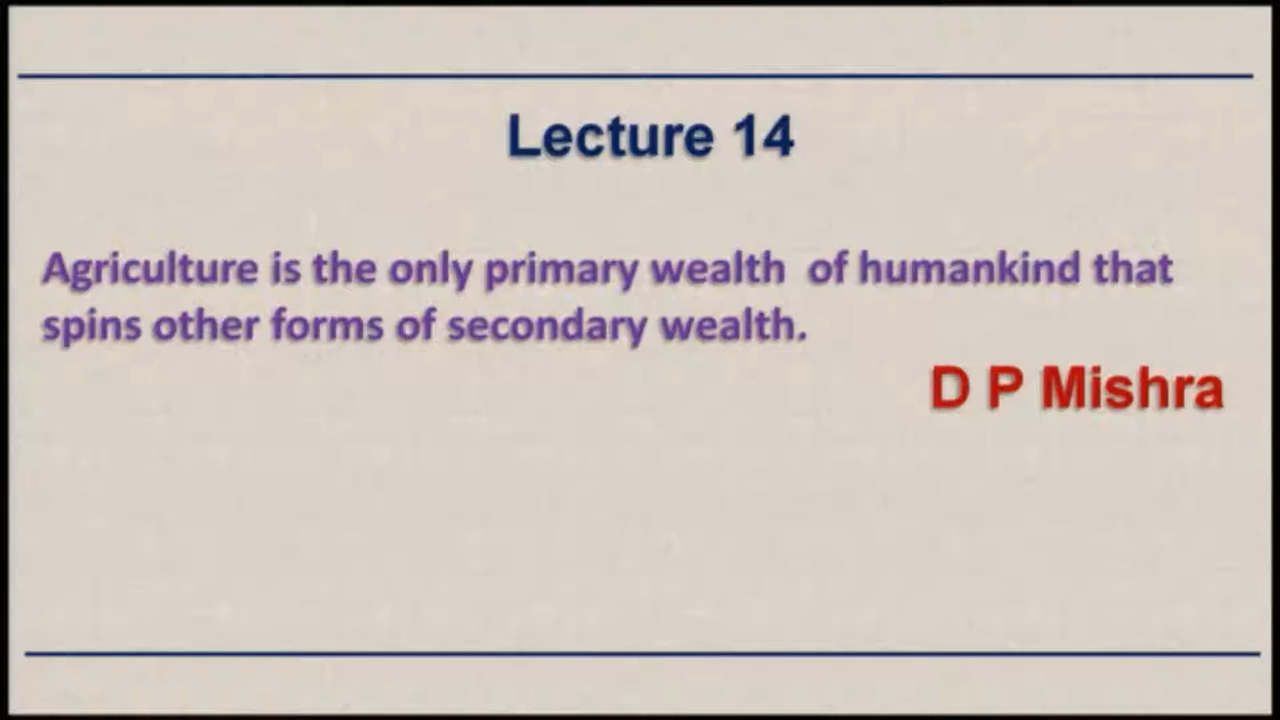 Lecture 14
Agriculture is the only primary wealth of humankind that
spins other forms of secondary wealth.
D P Mishra